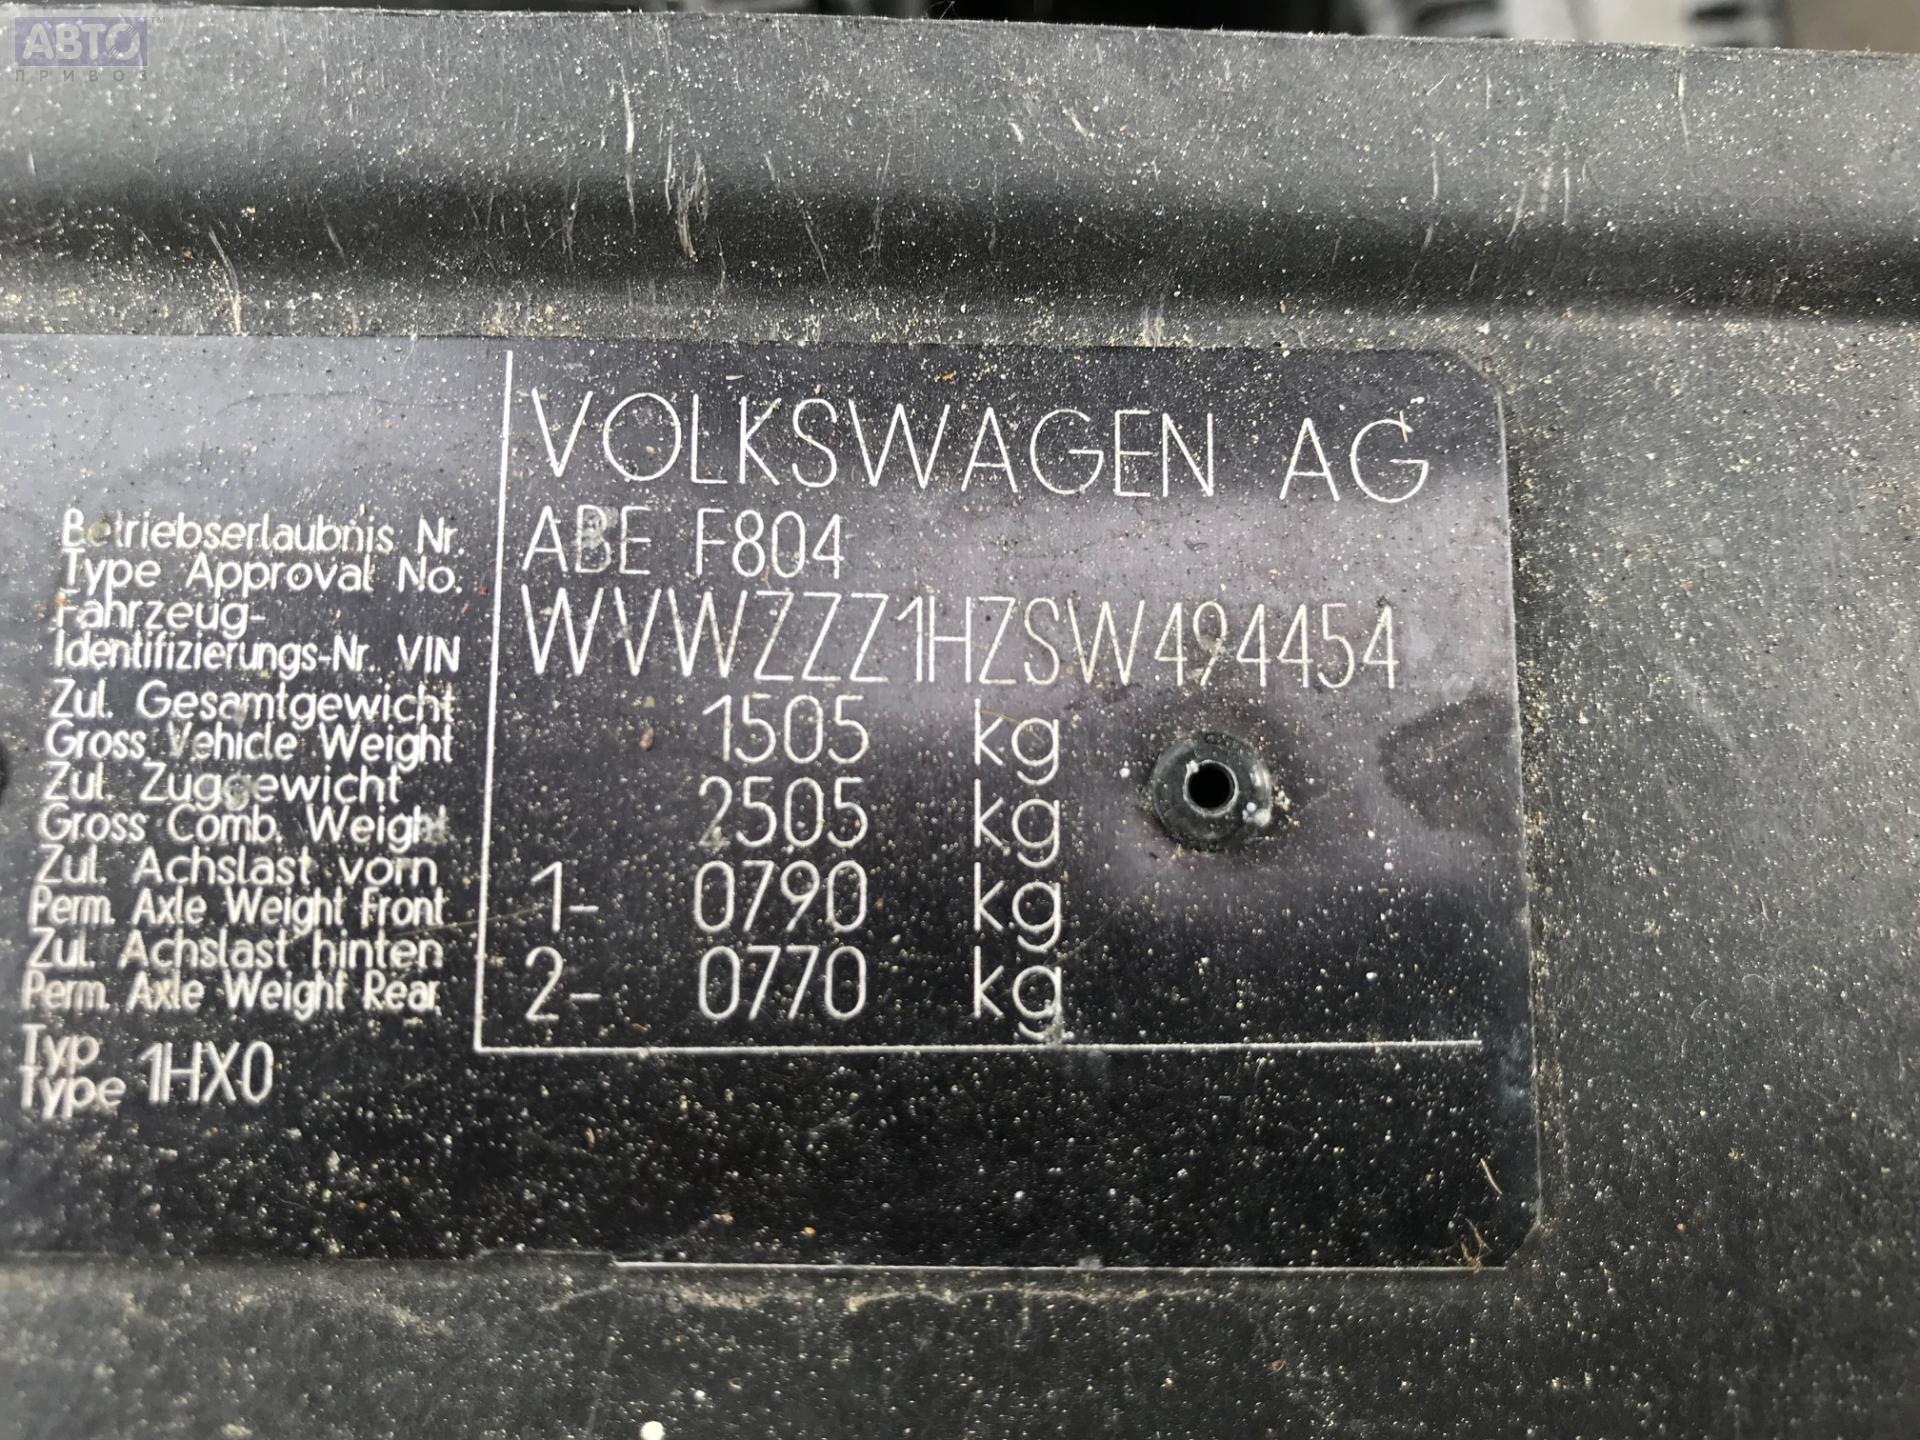 АВТО
ПРИВОЗ
VOLKSWAGEN AG
Betriebserlaubnis Nr.
Type Approval No.
ABE F804
Fahrzeug-
Identifizierungs-Nr. VIN
WVWZZZ1HZSW494454
Zul. Gesamtgewicht
Gross Vehicle Weight
1505 kg
Zul. Zuggewicht
Gross Comb. Weight
2505 kg
Zul. Achslast vorn
Perm. Axle Weight Front
1- 0790 kg
Zul. Achslast hinten
Perm. Axle Weight Rear
2- 0770 kg
Typ
Type 1HX0